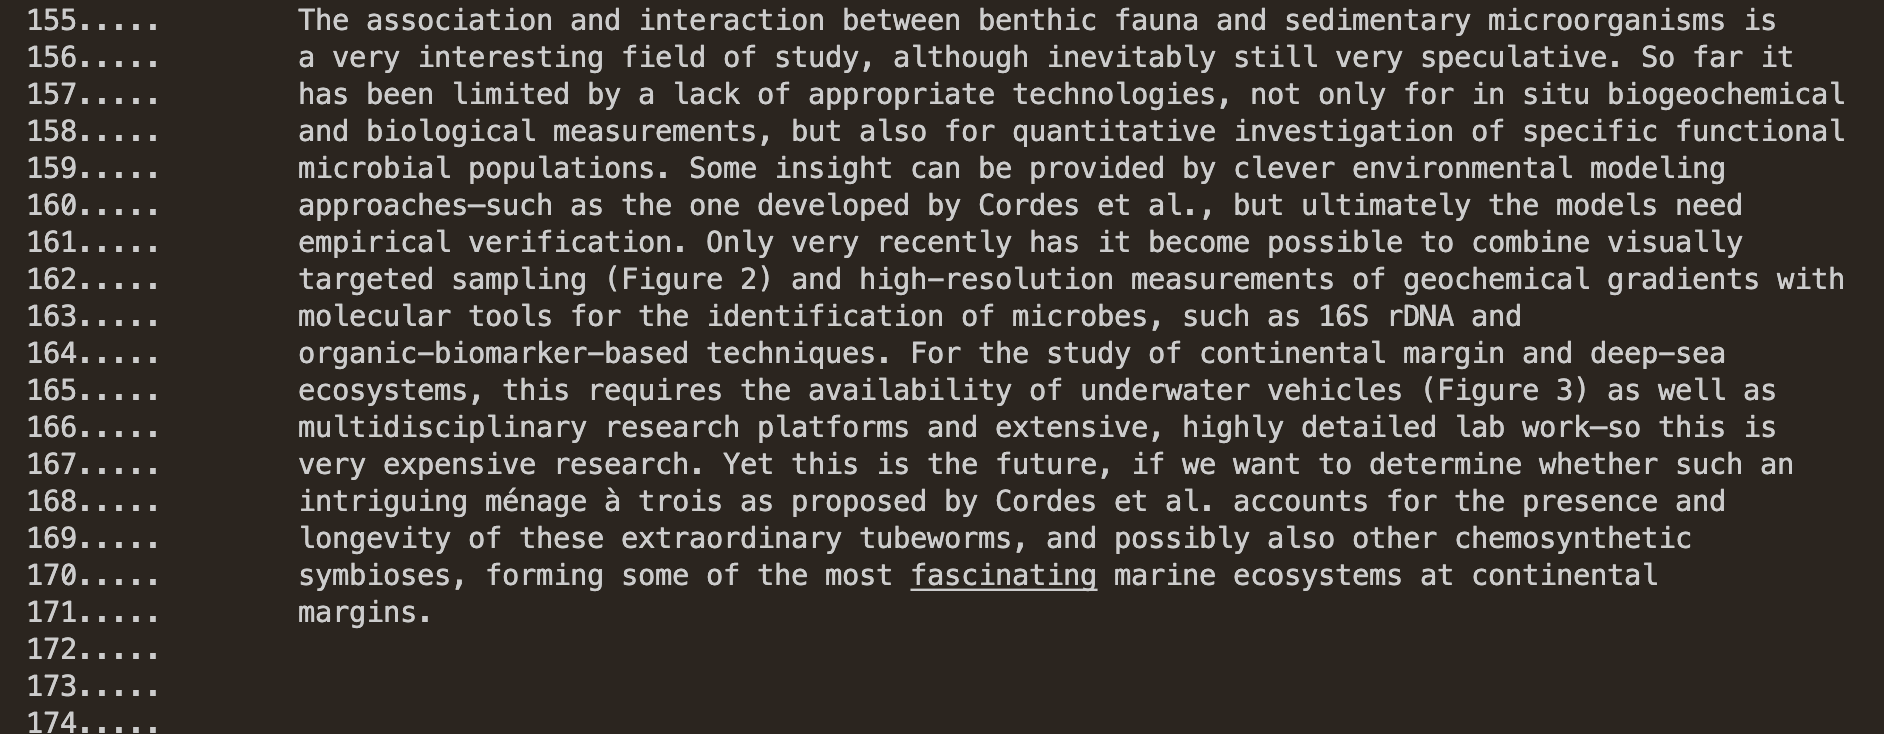 155..... The association and interaction between benthic fauna and sedimentary microorganisms is
156..... a very interesting field of study, although inevitably still very speculative. So far it
157..... has been limited by a lack of appropriate technologies, not only for in situ biogeochemical
158..... and biological measurements, but also for quantitative investigation of specific functional
159..... microbial populations. Some insight can be provided by clever environmental modeling
160..... approaches—such as the one developed by Cordes et al., but ultimately the models need
161..... empirical verification. Only very recently has it become possible to combine visually
162..... targeted sampling (Figure 2) and high-resolution measurements of geochemical gradients with
163..... molecular tools for the identification of microbes, such as 16S rDNA and
164..... organic-biomarker-based techniques. For the study of continental margin and deep-sea
165..... ecosystems, this requires the availability of underwater vehicles (Figure 3) as well as
166..... multidisciplinary research platforms and extensive, highly detailed lab work—so this is
167..... very expensive research. Yet this is the future, if we want to determine whether such an
168..... intriguing ménage à trois as proposed by Cordes et al. accounts for the presence and
169..... longevity of these extraordinary tubeworms, and possibly also other chemosynthetic
170..... symbioses, forming some of the most fascinating marine ecosystems at continental
171..... margins.
172.....
173.....
174.....